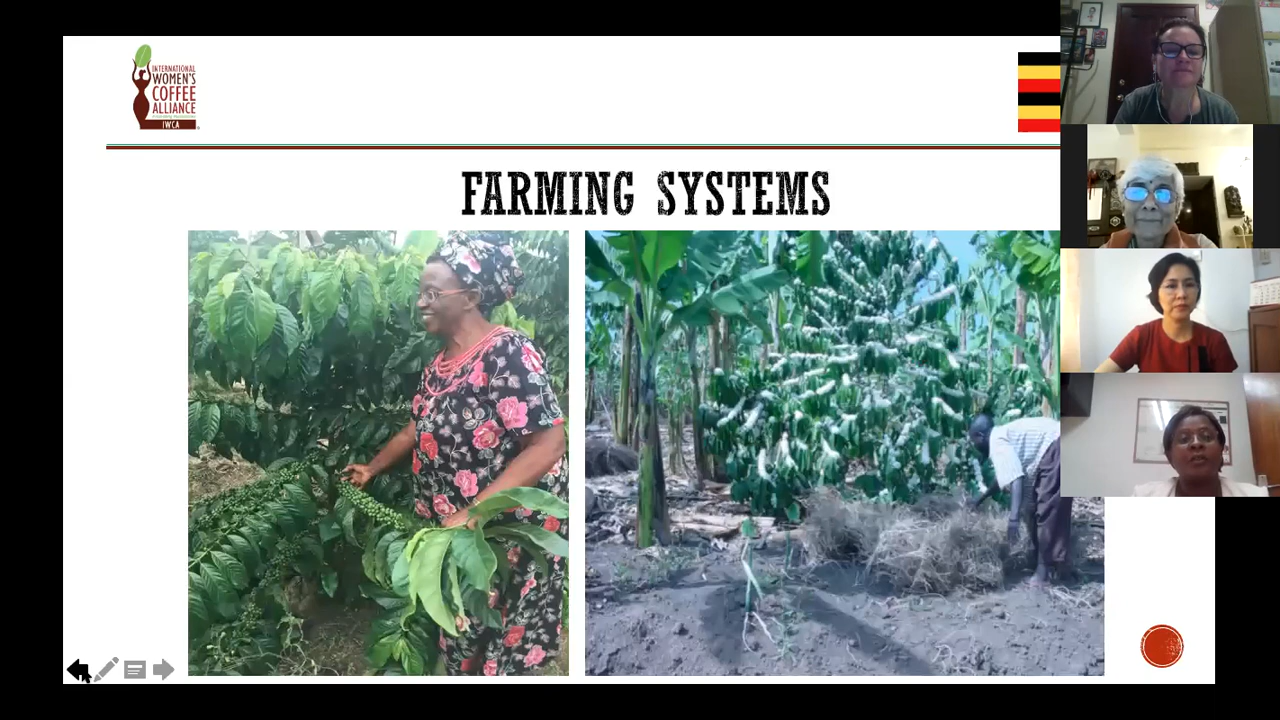 INTERNATIONAL
WOMEN'S
COFFEE
ALLIANCE
IWCA
FARMING SYSTEMS